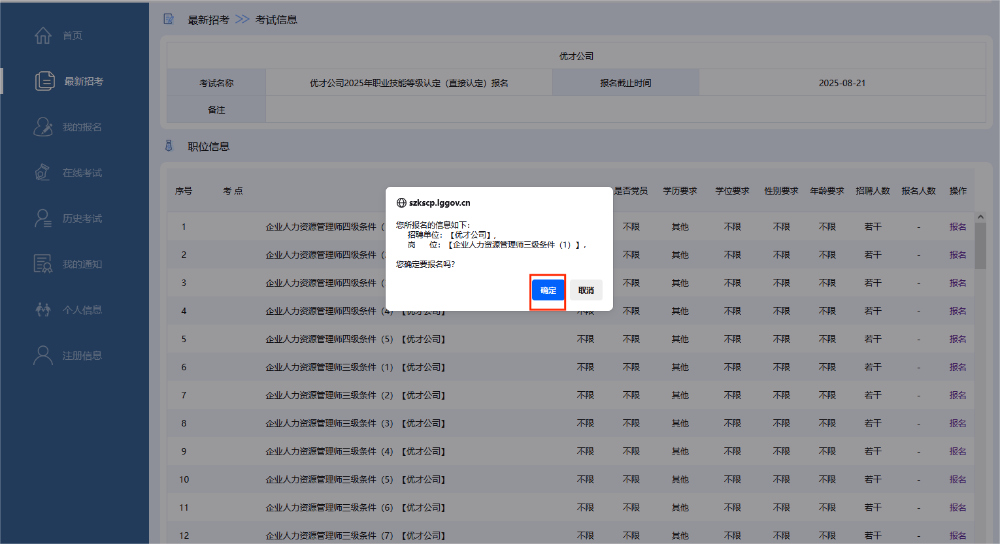 首页
最新招考
我的报名
在线考试
历史考试
我的通知
个人信息
注册信息
最新招考 >> 考试信息
优才公司
考试名称 优才公司2025年职业技能等级认定（直接认定）报名 报名截止时间 2025-08-21
备注
职位信息
序号 考 点 是否党员 学历要求 学位要求 性别要求 年龄要求 招聘人数 报名人数 操作
1 企业人力资源管理师四级条件（ 不限 其他 不限 不限 不限 若干 - 报名
2 企业人力资源管理师四级条件（ 不限 其他 不限 不限 不限 若干 - 报名
3 企业人力资源管理师四级条件（ 不限 其他 不限 不限 不限 若干 - 报名
4 企业人力资源管理师四级条件（4）【优才公司】 不限 不限 其他 不限 不限 不限 若干 - 报名
5 企业人力资源管理师四级条件（5）【优才公司】 不限 不限 其他 不限 不限 不限 若干 - 报名
6 企业人力资源管理师三级条件（1）【优才公司】 不限 不限 其他 不限 不限 不限 若干 - 报名
7 企业人力资源管理师三级条件（2）【优才公司】 不限 不限 其他 不限 不限 不限 若干 - 报名
8 企业人力资源管理师三级条件（3）【优才公司】 不限 不限 其他 不限 不限 不限 若干 - 报名
9 企业人力资源管理师三级条件（4）【优才公司】 不限 不限 其他 不限 不限 不限 若干 - 报名
10 企业人力资源管理师三级条件（5）【优才公司】 不限 不限 其他 不限 不限 不限 若干 - 报名
11 企业人力资源管理师三级条件（6）【优才公司】 不限 不限 其他 不限 不限 不限 若干 - 报名
12 企业人力资源管理师三级条件（7）【优才公司】 不限 不限 其他 不限 不限 不限 若干 - 报名
szkscp.lggov.cn
您所报名的信息如下：
招聘单位：【优才公司】,
岗 位：【企业人力资源管理师三级条件（1）】,
您确定要报名吗？
确定 取消